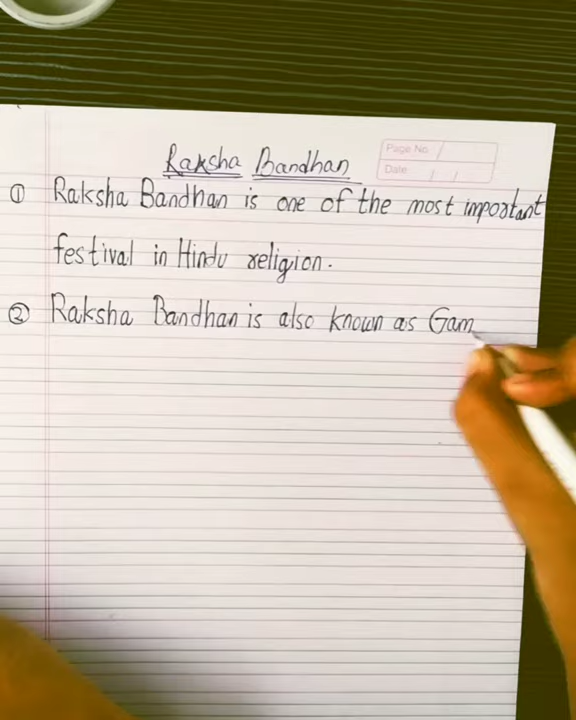 Page No
Date
Raksha Bandhan
① Raksha Bandhan is one of the most important
festival in Hindu religion.
② Raksha Bandhan is also known as Gam